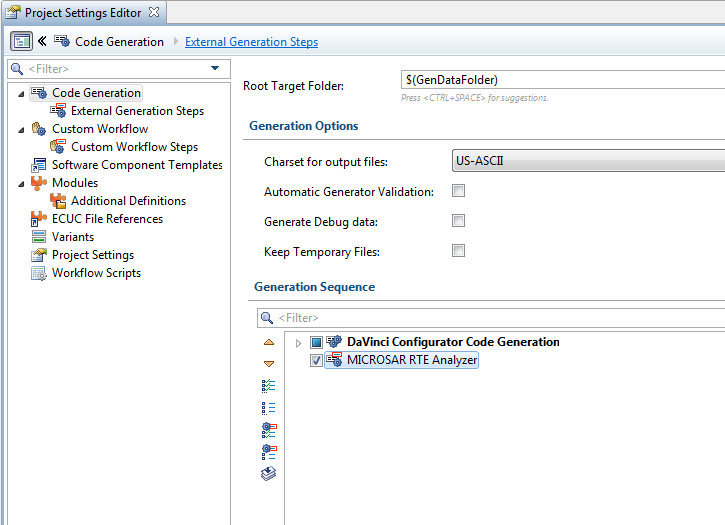 Project Settings Editor
Code Generation External Generation Steps
<Filter>
Code Generation
External Generation Steps
Custom Workflow
Custom Workflow Steps
Software Component Templates
Modules
Additional Definitions
ECUC File References
Variants
Project Settings
Workflow Scripts
Root Target Folder: $(GenDataFolder)
Press <CTRL+SPACE> for suggestions.
Generation Options
Charset for output files: US-ASCII
Automatic Generator Validation:
Generate Debug data:
Keep Temporary Files:
Generation Sequence
<Filter>
DaVinci Configurator Code Generation
MICROSAR RTE Analyzer